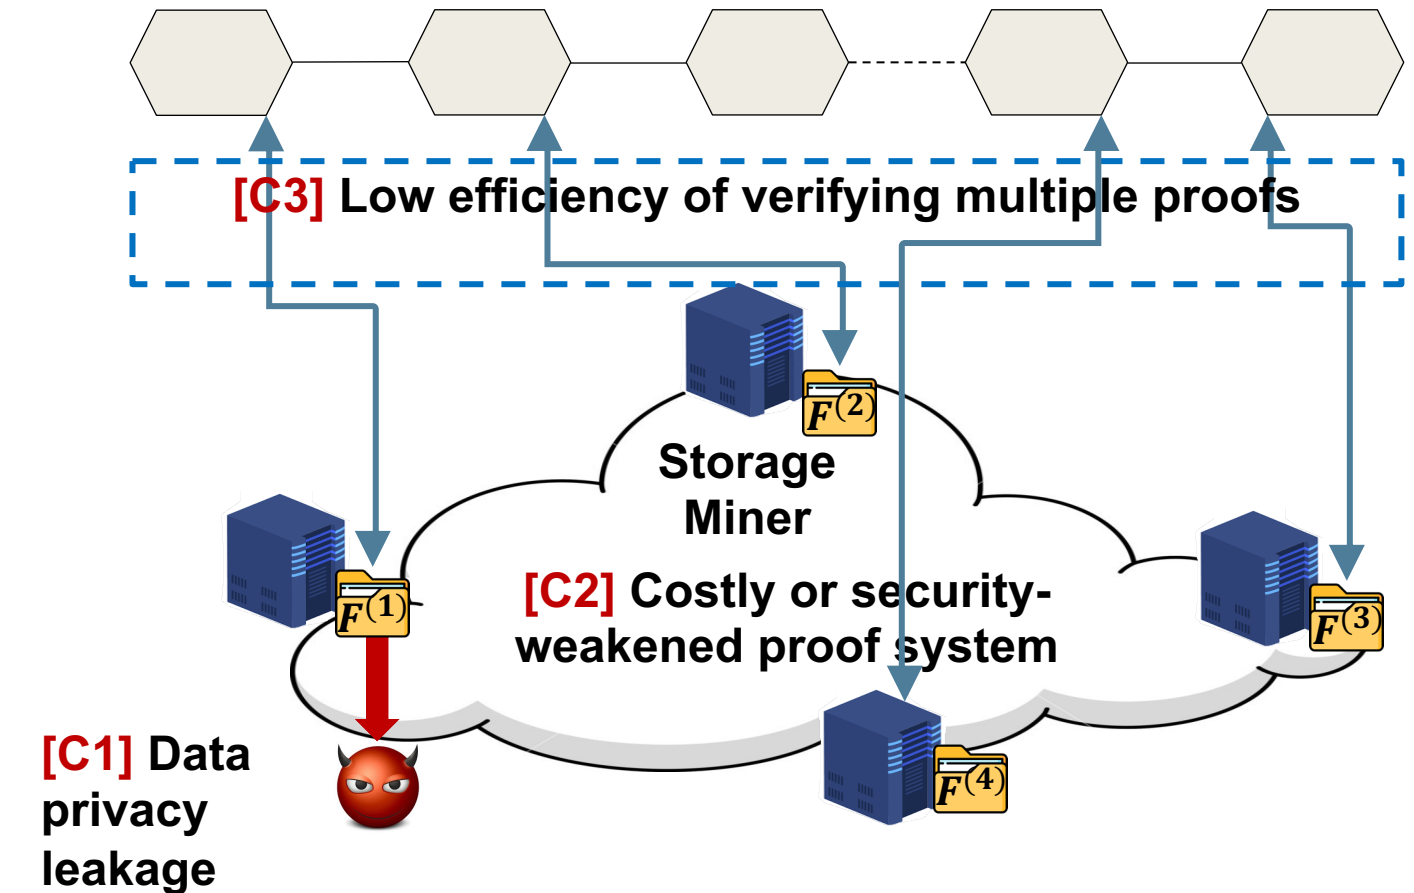 [C3] Low efficiency of verifying multiple proofs
F(2)
Storage
Miner
F(1)
[C2] Costly or security-
weakened proof system
F(3)
[C1] Data
privacy
leakage
F(4)